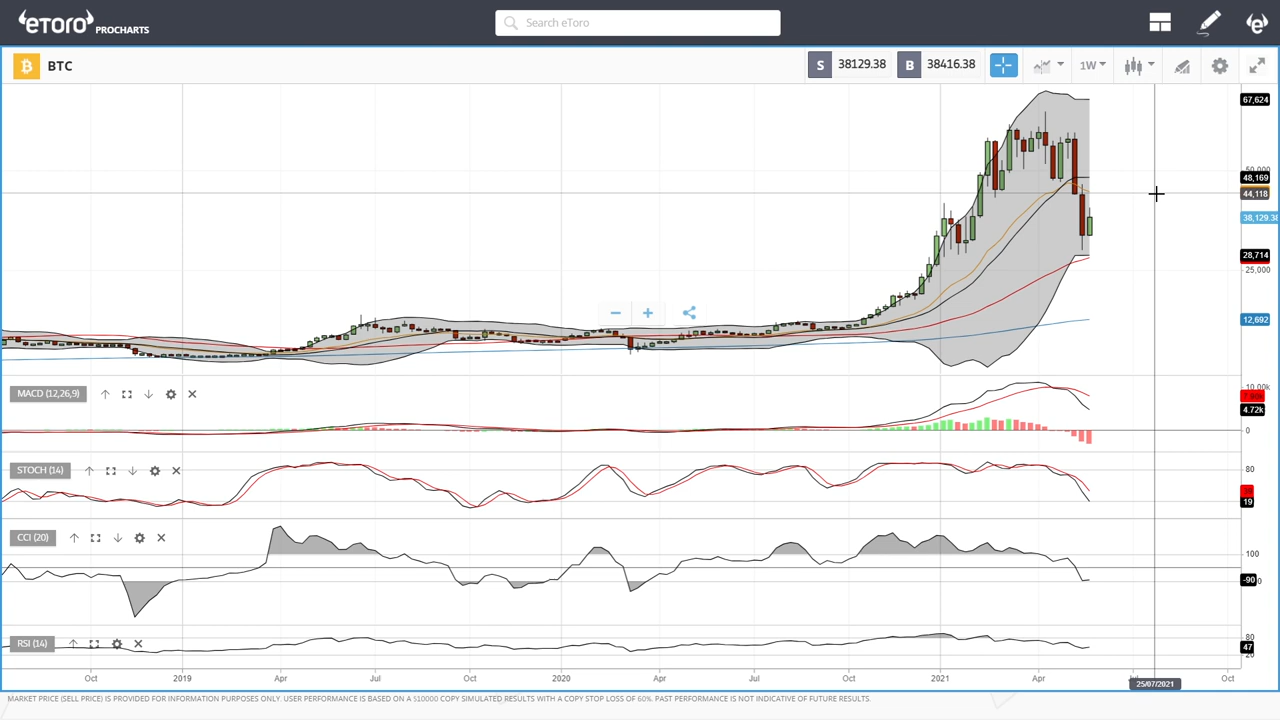 eToro PROCHARTS
Search eToro
BTC
S 38129.38 B 38416.38 1W
67,624
48,169
44,118
38,129.38
28,714
25,000
12,692
MACD (12,26,9)
10.00k
4.72k
0
STOCH (14)
80
19
CCI (20)
100
-90
RSI (14)
80
47
Oct 2019 Apr Jul Oct 2020 Apr Jul Oct 2021 Apr Oct
25/07/2021
MARKET PRICE (SELL PRICE) IS PROVIDED FOR INFORMATION PURPOSES ONLY. USER PERFORMANCE IS BASED ON A $10000 COPY SIMULATED RESULTS WITH A COPY STOP LOSS OF 60%. PAST PERFORMANCE IS NOT INDICATIVE OF FUTURE RESULTS.